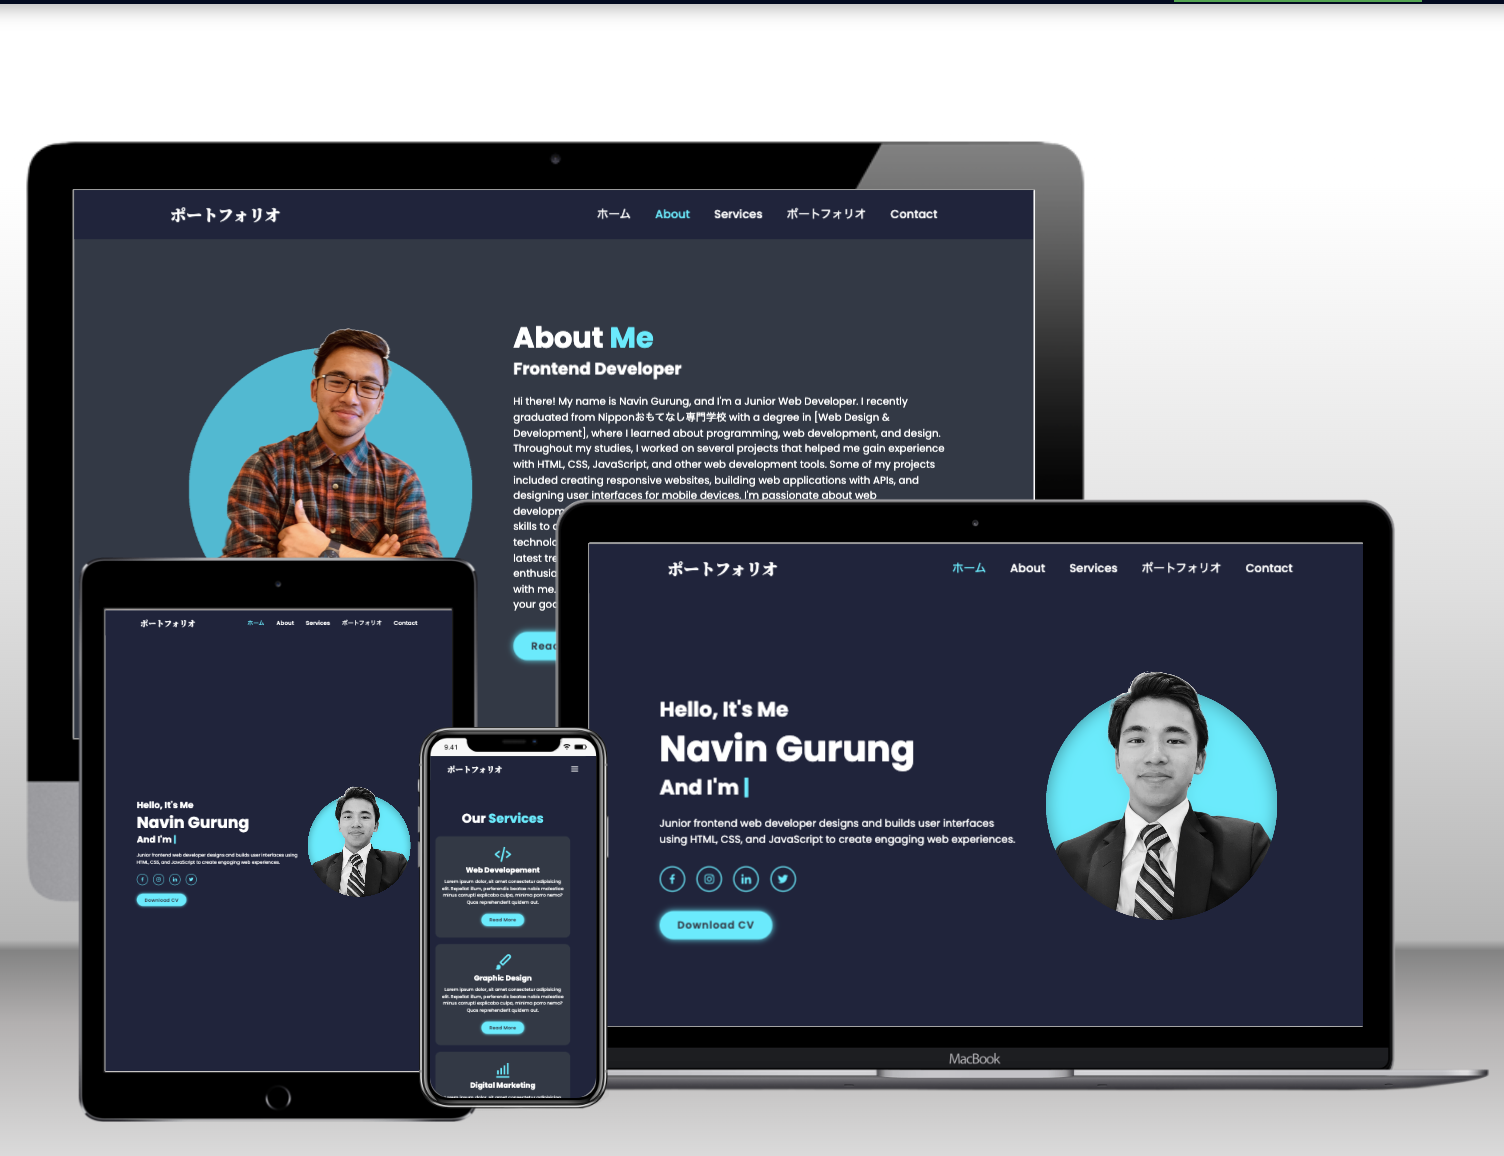 ポートフォリオ
ホーム About Services ポートフォリオ Contact
About Me
Frontend Developer
Hi there! My name is Navin Gurung, and I'm a Junior Web Developer. I recently
graduated from Nipponおもてなし専門学校 with a degree in [Web Design &
Development], where I learned about programming, web development, and design.
Throughout my studies, I worked on several projects that helped me gain experience
with HTML, CSS, JavaScript, and other web development tools. Some of my projects
included creating responsive websites, building web applications with APIs, and
designing user interfaces for mobile devices. I'm passionate about web
developm
skills to
technolo
latest tre
enthusia
with me.
your goa
Read
ポートフォリオ
ホーム About Services ポートフォリオ Contact
Hello, It's Me
Navin Gurung
And I'm |
Junior frontend web developer designs and builds user interfaces
using HTML, CSS, and JavaScript to create engaging web experiences.
Download CV
MacBook
ポートフォリオ
ホーム About Services ポートフォリオ Contact
Hello, It's Me
Navin Gurung
And I'm |
Junior frontend web developer designs and builds user interfaces using
HTML, CSS, and JavaScript to create engaging web experiences.
Download CV
9.41
ポートフォリオ
Our Services
Web Developement
Lorem ipsum dolor, sit amet consectetur adipisicing
elit. Repellat illum, perferendis beatae nobis molestiae
minus corrupti explicabo culpa, minima porro nemo?
Quos reprehenderit quidem aut.
Read More
Graphic Design
Lorem ipsum dolor, sit amet consectetur adipisicing
elit. Repellat illum, perferendis beatae nobis molestiae
minus corrupti explicabo culpa, minima porro nemo?
Quos reprehenderit quidem aut.
Read More
Digital Marketing